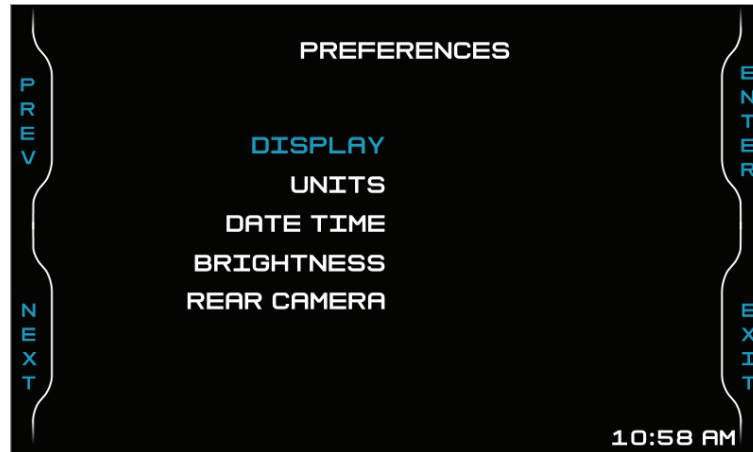 PREFERENCES
PREV
ENTER
DISPLAY
UNITS
DATE TIME
BRIGHTNESS
REAR CAMERA
NEXT
EXIT
10:58 AM